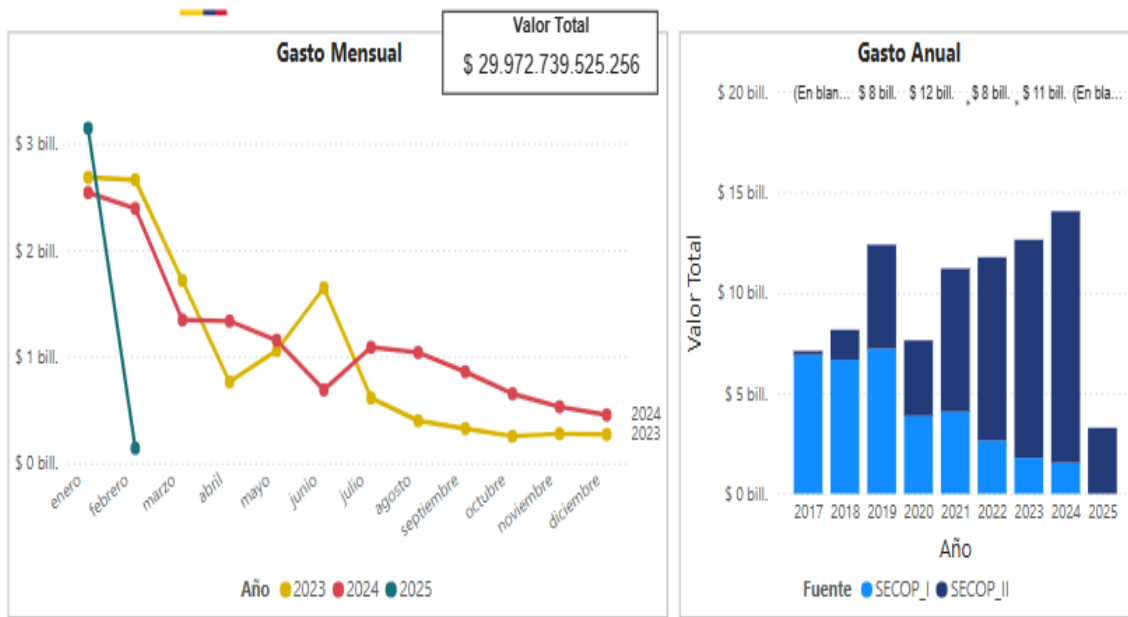 Valor Total
$ 29.972.739.525.256
Gasto Mensual
$ 3 bill.
$ 2 bill.
$ 1 bill.
$ 0 bill.
2024
2023
enero
febrero
marzo
abril
mayo
junio
julio
agosto
septiembre
octubre
noviembre
diciembre
Año 2023 2024 2025
Gasto Anual
$ 20 bill. (En blan... $ 8 bill. $ 12 bill. $ 8 bill. $ 11 bill. (En bla...
$ 15 bill.
$ 10 bill.
$ 5 bill.
$ 0 bill.
Valor Total
2017 2018 2019 2020 2021 2022 2023 2024 2025
Año
Fuente SECOP_I SECOP_II